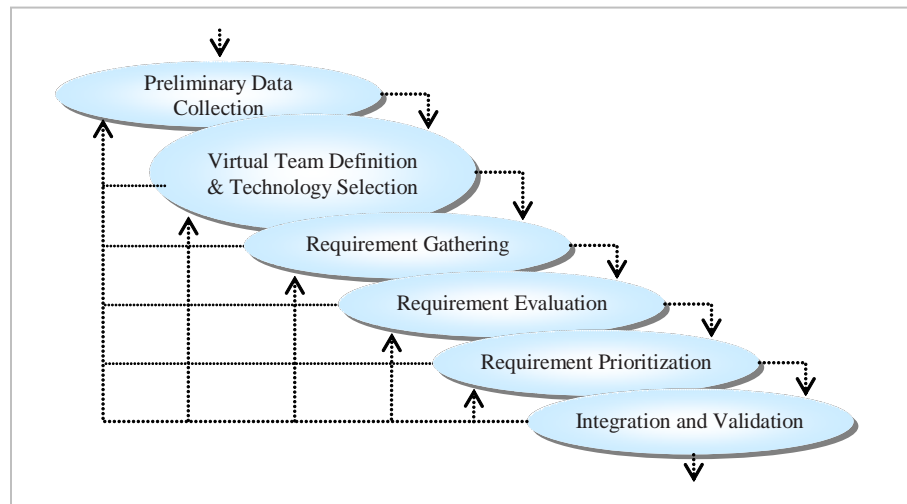 Preliminary Data
Collection
Virtual Team Definition
& Technology Selection
Requirement Gathering
Requirement Evaluation
Requirement Prioritization
Integration and Validation